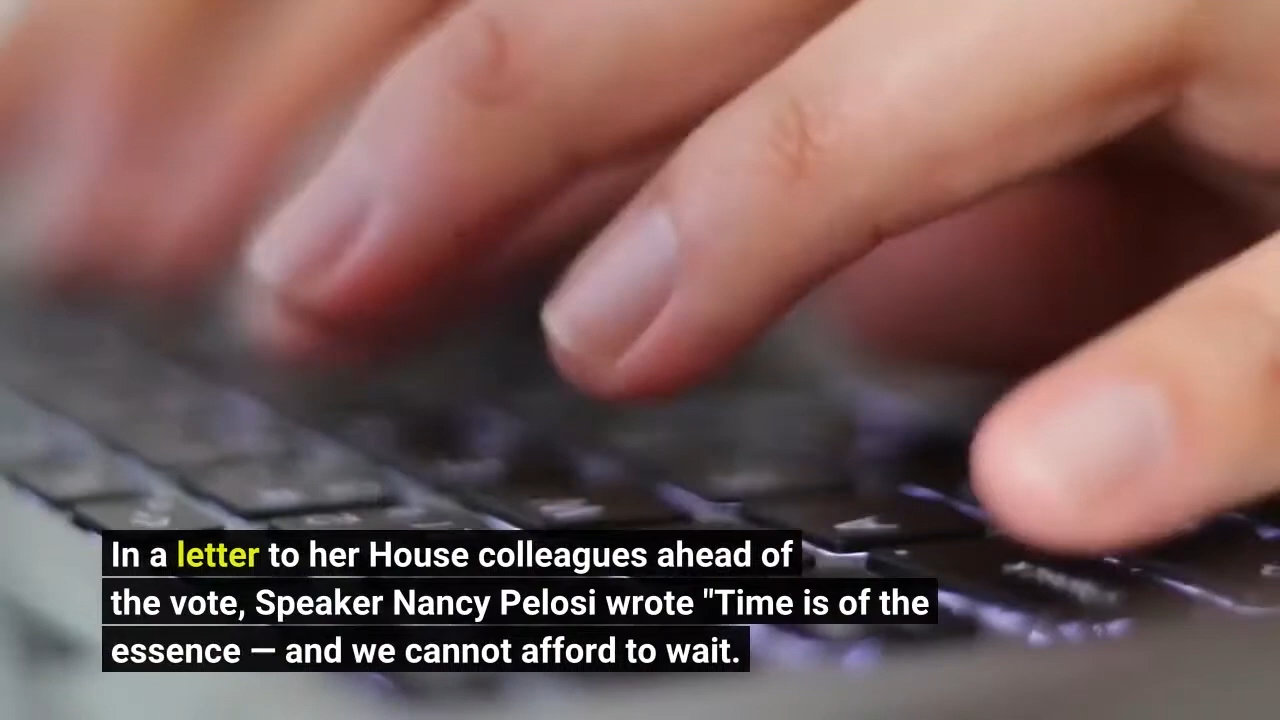 In a letter to her House colleagues ahead of
the vote, Speaker Nancy Pelosi wrote "Time is of the
essence — and we cannot afford to wait.